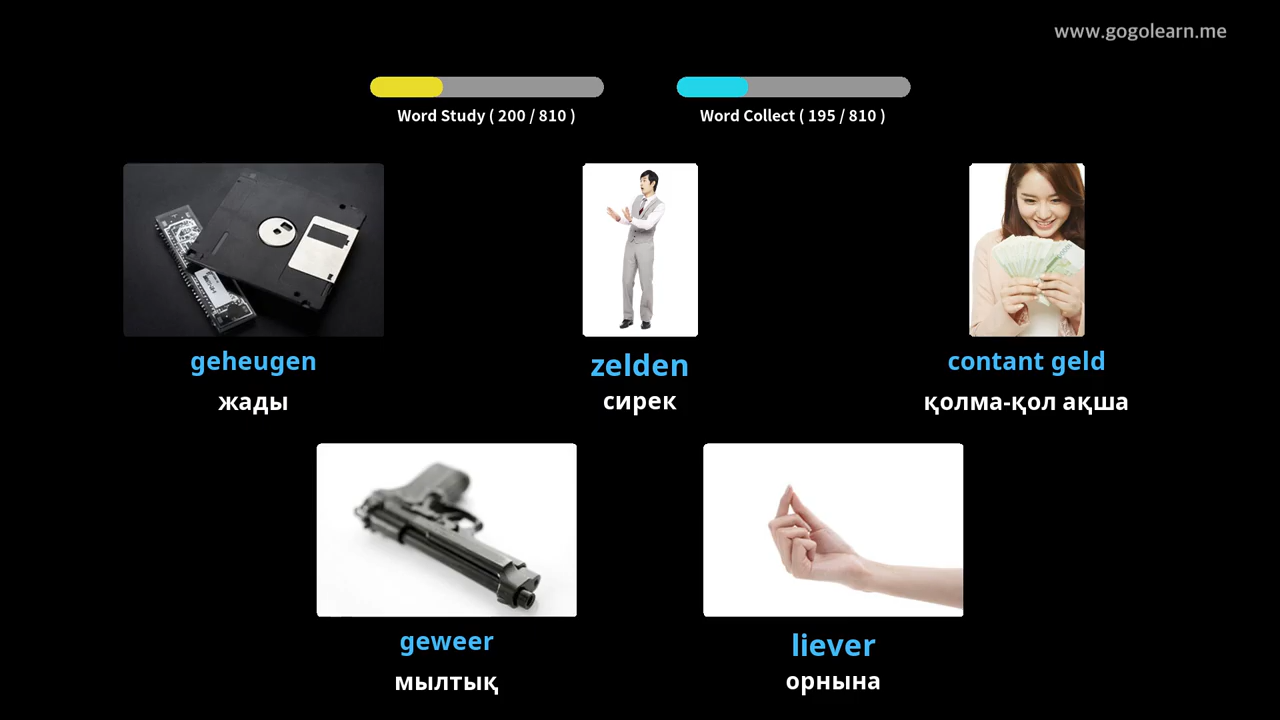 www.gogolearn.me
Word Study ( 200 / 810 )
Word Collect ( 195 / 810 )
geheugen
жады
zelden
сирек
contant geld
қолма-қол ақша
geweer
мылтық
liever
орнына